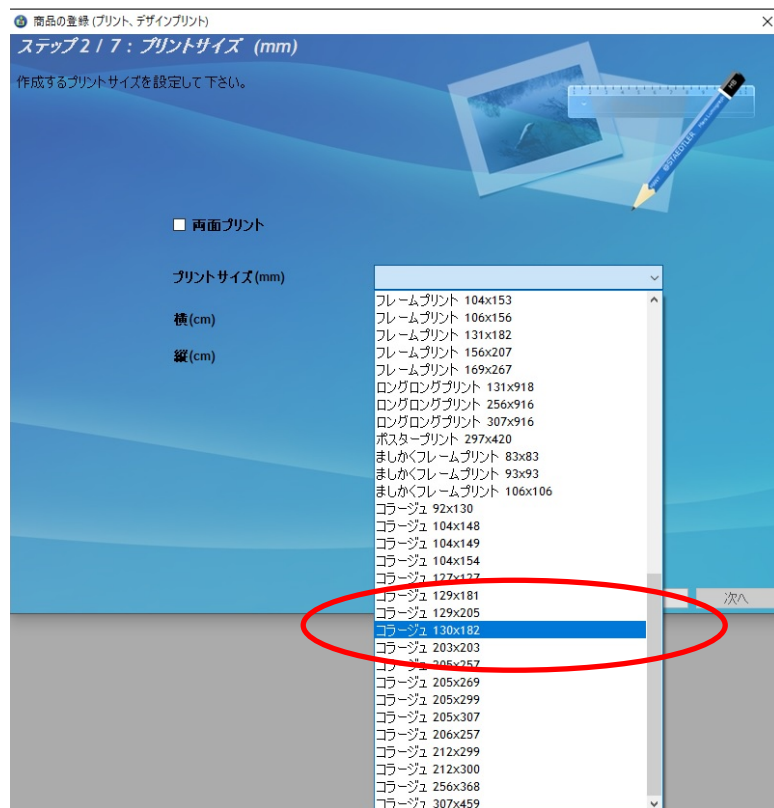 商品の登録 (プリント、デザインプリント)
ステップ2 / 7 : プリントサイズ (mm)
作成するプリントサイズを設定して下さい。
両面プリント
プリントサイズ(mm)
横(cm)
縦(cm)
フレームプリント 104x153
フレームプリント 106x156
フレームプリント 131x182
フレームプリント 156x207
フレームプリント 169x267
ロングロングプリント 131x918
ロングロングプリント 256x916
ロングロングプリント 307x916
ポスタープリント 297x420
ましかくフレームプリント 83x83
ましかくフレームプリント 93x93
ましかくフレームプリント 106x106
コラージュ 92x130
コラージュ 104x148
コラージュ 104x149
コラージュ 104x154
コラージュ 127x127
コラージュ 129x181
コラージュ 129x205
コラージュ 130x182
コラージュ 203x203
コラージュ 205x257
コラージュ 205x269
コラージュ 205x299
コラージュ 205x307
コラージュ 206x257
コラージュ 212x299
コラージュ 212x300
コラージュ 256x368
コラージュ 307x459
次へ
STAEDTLER
HB